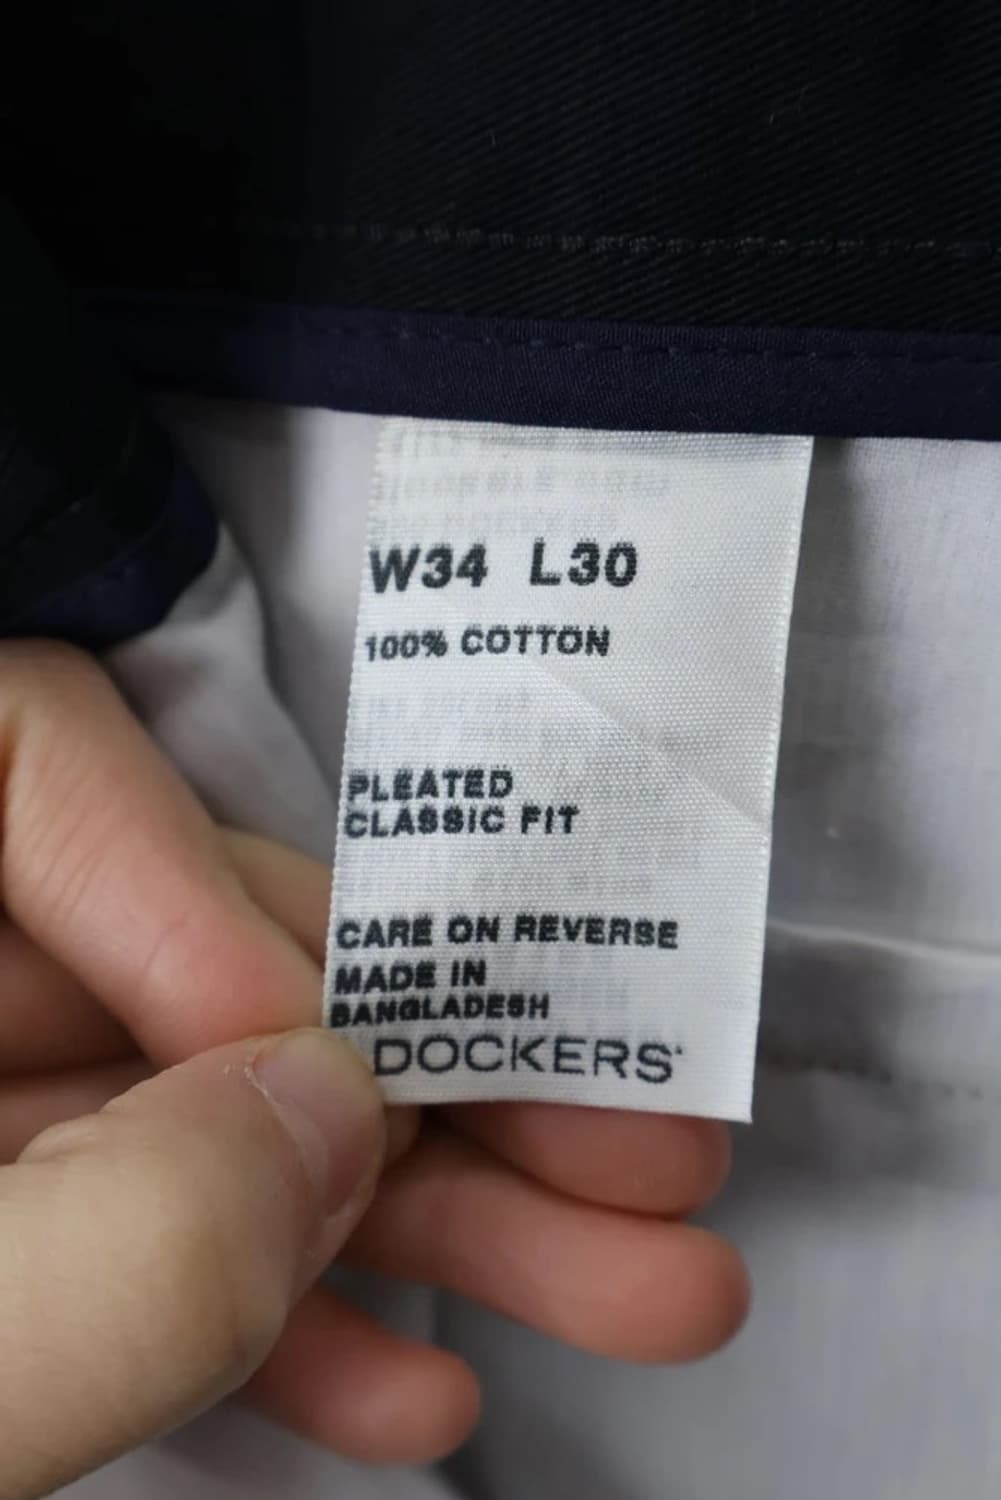 W34 L30
100% COTTON
PLEATED
CLASSIC FIT
CARE ON REVERSE
MADE IN
BANGLADESH
DOCKERS